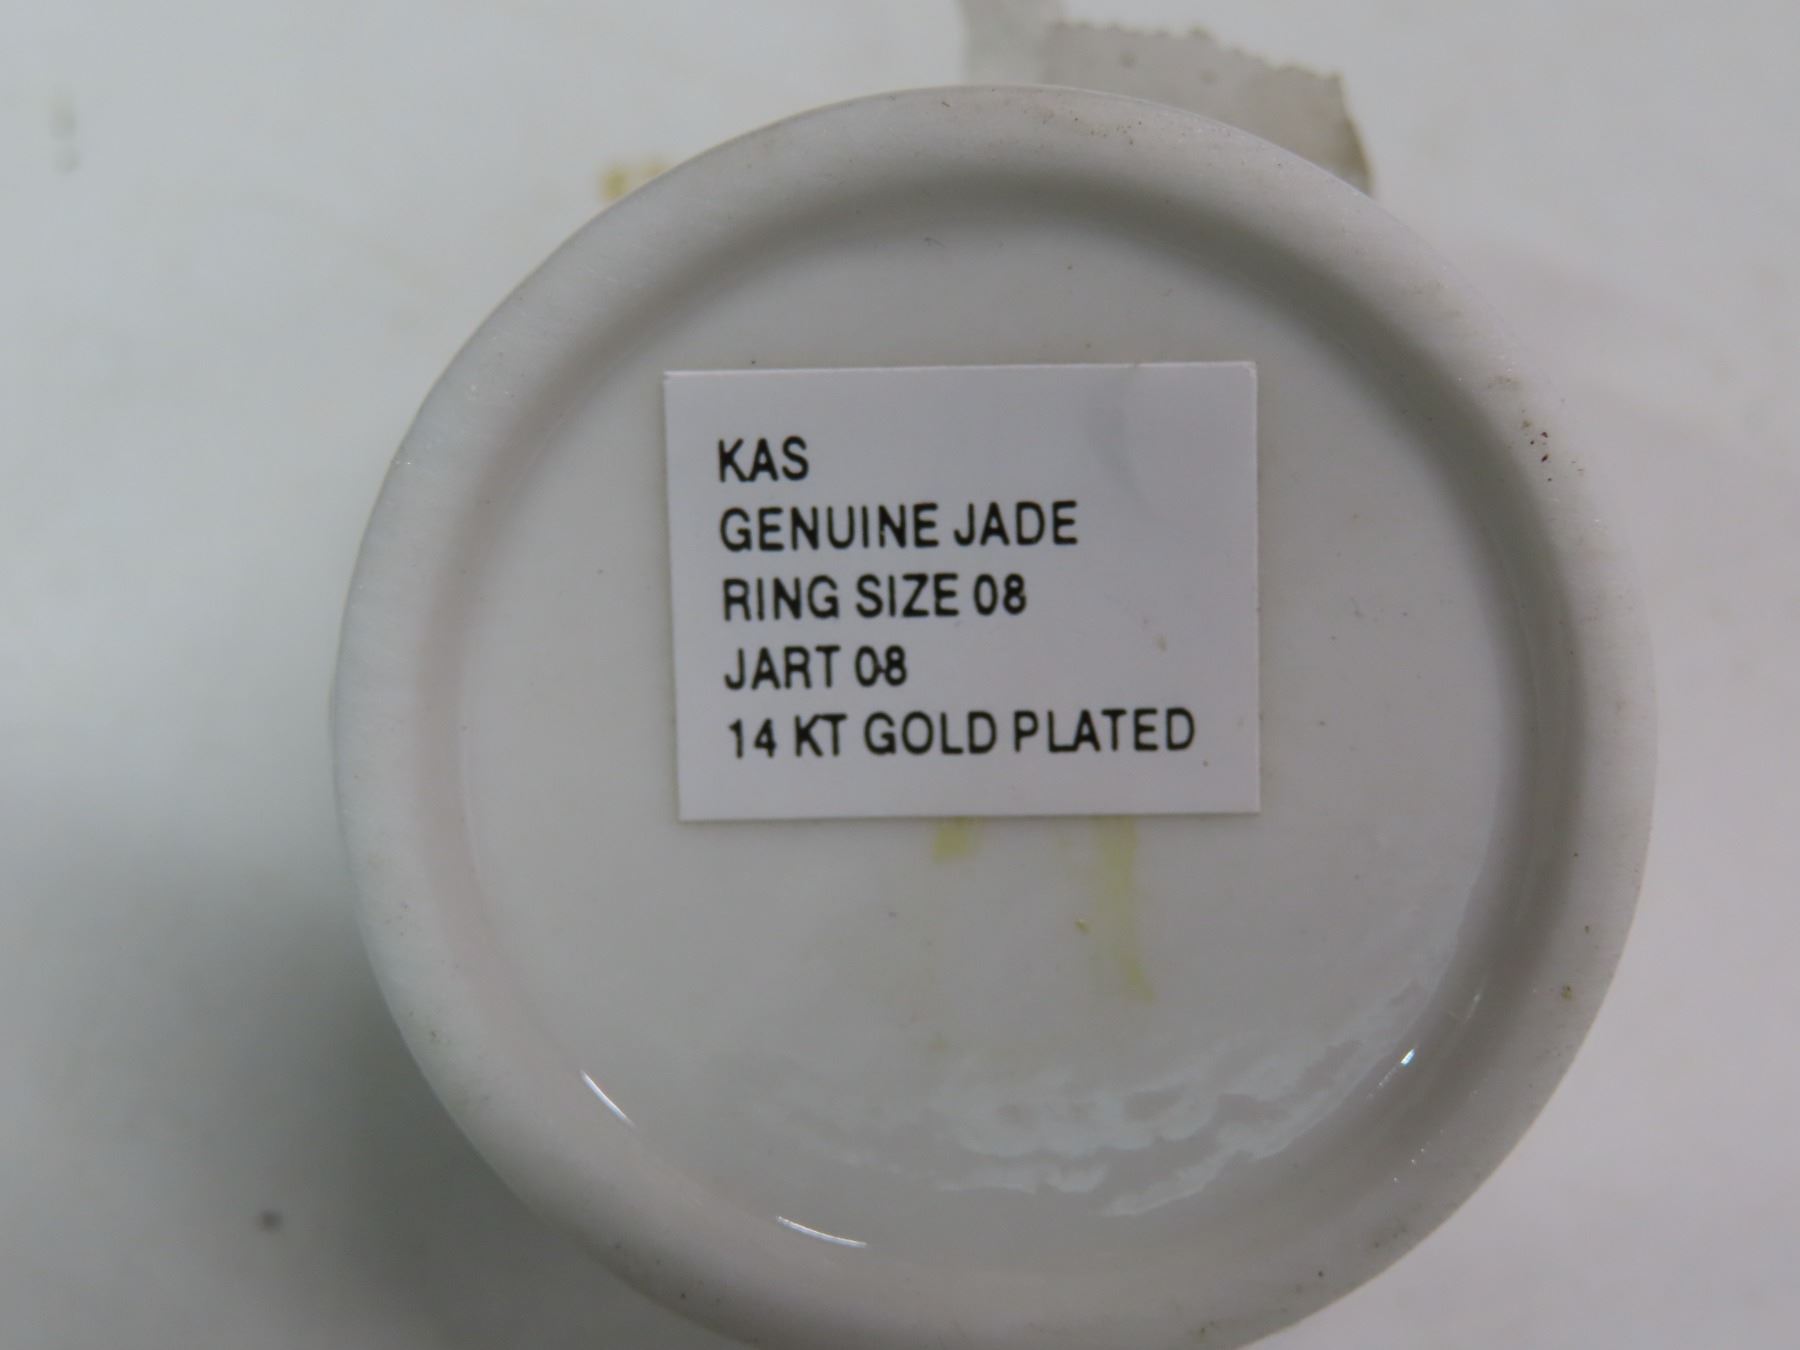 KAS
GENUINE JADE
RING SIZE 08
JART 08
14 KT GOLD PLATED